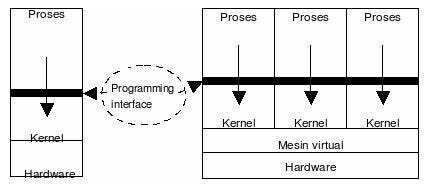 Proses
Programming
interface
Kernel
Hardware
Proses Proses Proses
Kernel Kernel Kernel
Mesin virtual
Hardware